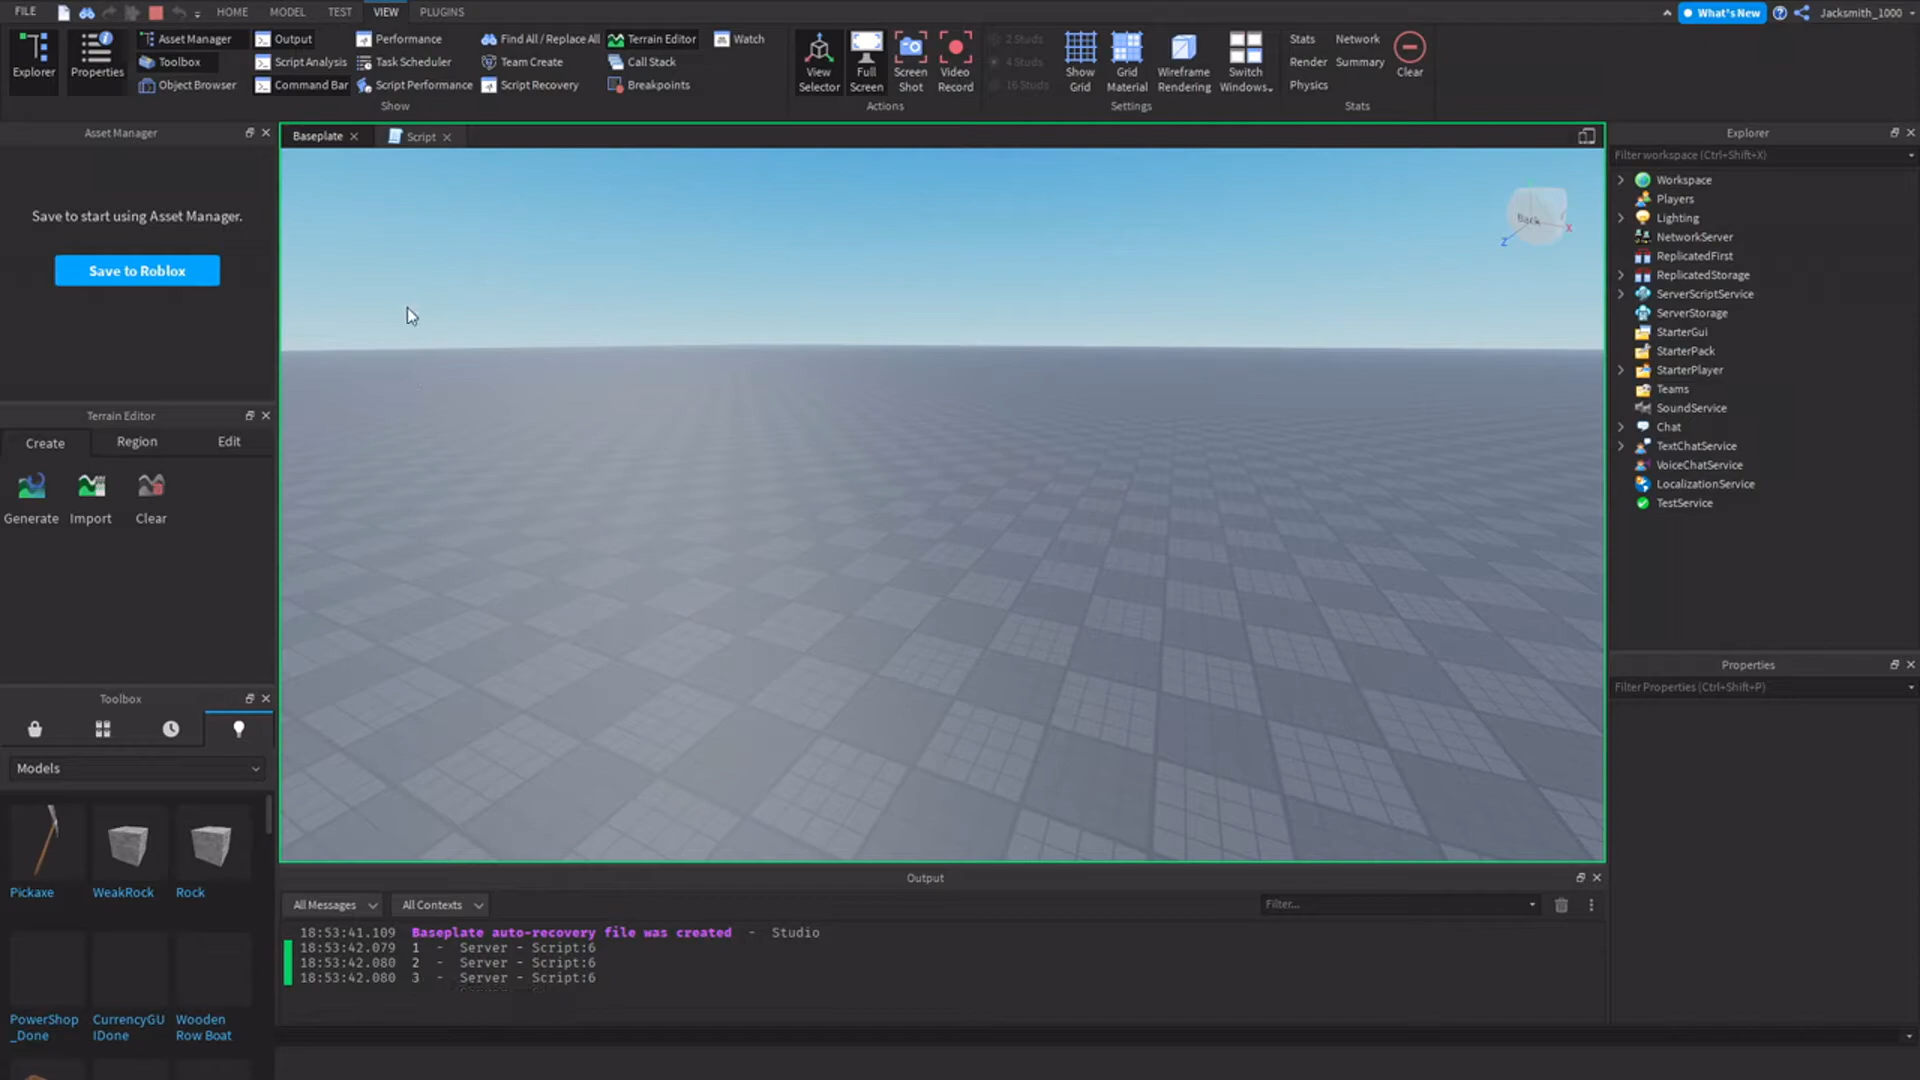 FILE HOME MODEL TEST VIEW PLUGINS What's New Jacksmith_1000
Explorer
Properties
Asset Manager
Toolbox
Object Browser
Output
Script Analysis
Command Bar
Performance
Task Scheduler
Script Performance
Find All / Replace All
Team Create
Script Recovery
Terrain Editor
Call Stack
Breakpoints
Watch
Show
View
Selector
Full
Screen
Screen
Shot
Video
Record
Actions
2 Studs
4 Studs
16 Studs
Show
Grid
Grid
Material
Wireframe
Rendering
Switch
Windows
Settings
Stats
Render
Physics
Network
Summary
Clear
Stats
Asset Manager
Save to start using Asset Manager.
Save to Roblox
Terrain Editor
Create Region Edit
Generate Import Clear
Toolbox
Models
Pickaxe WeakRock Rock
PowerShop
_Done
CurrencyGU
IDone
Wooden
Row Boat
Baseplate Script
Back
X
Z
Output
All Messages All Contexts Filter...
18:53:41.109 Baseplate auto-recovery file was created - Studio
18:53:42.079 1 - Server - Script:6
18:53:42.080 2 - Server - Script:6
18:53:42.080 3 - Server - Script:6
Explorer
Filter workspace (Ctrl+Shift+X)
Workspace
Players
Lighting
NetworkServer
ReplicatedFirst
ReplicatedStorage
ServerScriptService
ServerStorage
StarterGui
StarterPack
StarterPlayer
Teams
SoundService
Chat
TextChatService
VoiceChatService
LocalizationService
TestService
Properties
Filter Properties (Ctrl+Shift+P)